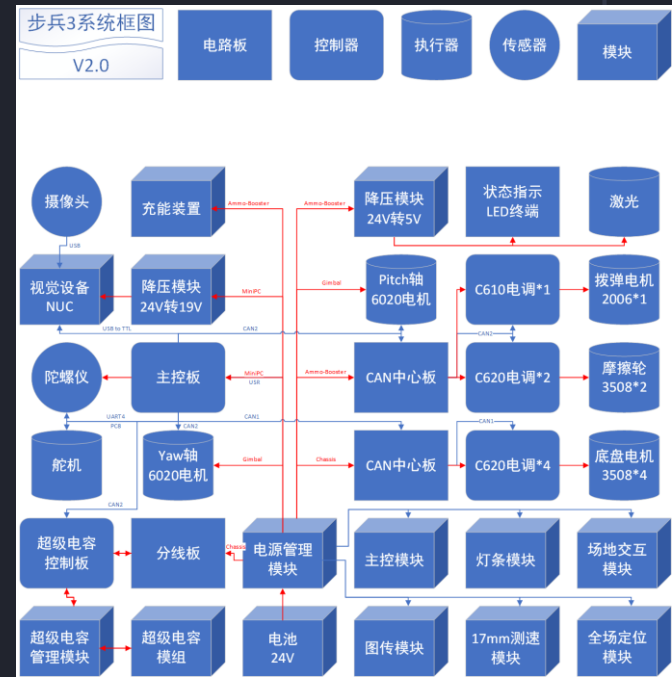 步兵3系统框图
V2.0
电路板
控制器
执行器
传感器
模块
摄像头
充能装置
Ammo-Booster
Ammo-Booster
降压模块
24V转5V
状态指示
LED终端
激光
USB
视觉设备
NUC
降压模块
24V转19V
MiniPC
Gimbal
Pitch轴
6020电机
C610电调*1
拨弹电机
2006*1
USB to TTL
CAN2
CAN2
陀螺仪
主控板
MiniPC
USB
Ammo-Booster
CAN中心板
C620电调*2
摩擦轮
3508*2
UART4
PC8
CAN2
CAN1
CAN1
舵机
Yaw轴
6020电机
Gimbal
Chassis
CAN中心板
C620电调*4
底盘电机
3508*4
CAN2
超级电容
控制板
分线板
Chassis
电源管理
模块
主控模块
灯条模块
场地交互
模块
超级电容
管理模块
超级电容
模组
电池
24V
图传模块
17mm测速
模块
全场定位
模块